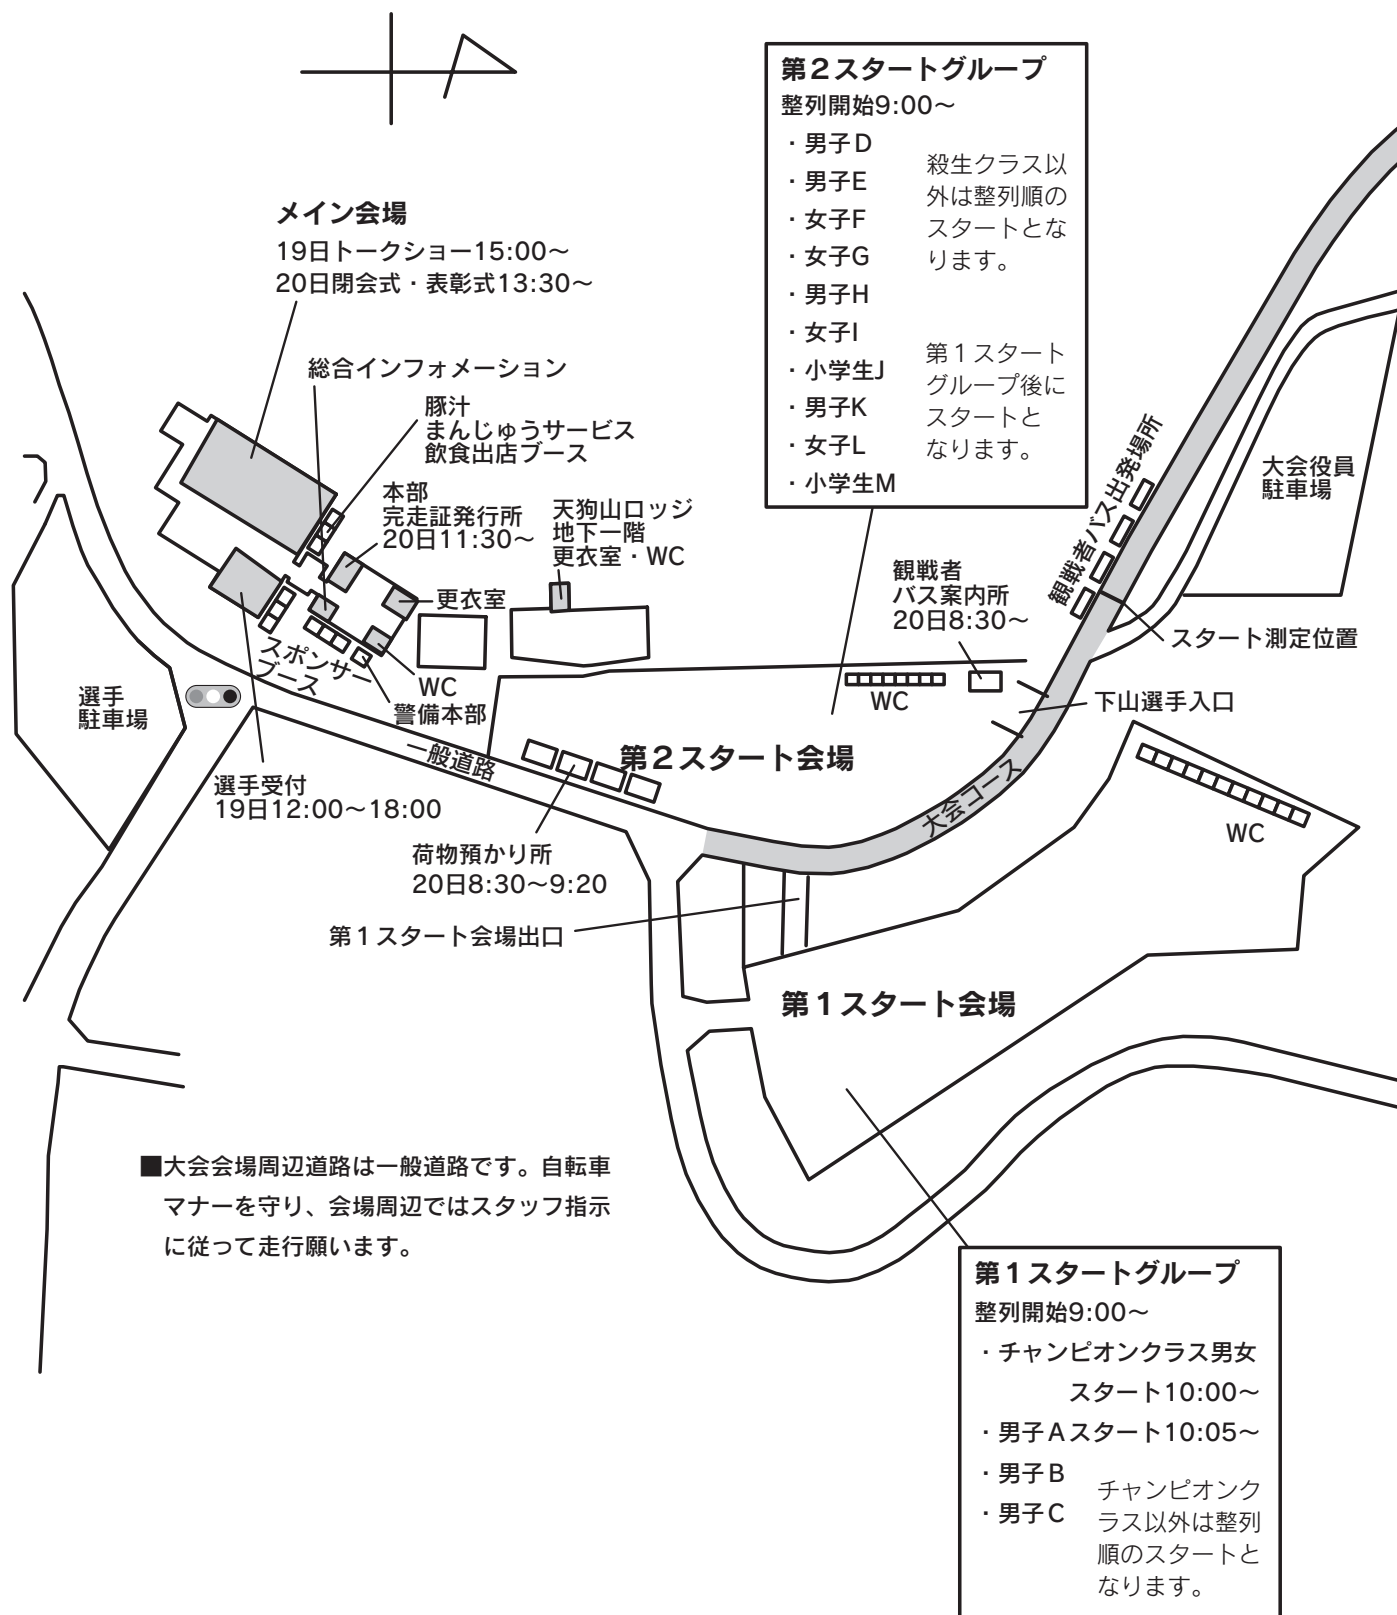 第2スタートグループ
整列開始9:00～
・男子D
・男子E
・女子F
・女子G
・男子H
・女子I
・小学生J
・男子K
・女子L
・小学生M
殺生クラス以
外は整列順の
スタートとな
ります。
第1スタート
グループ後に
スタートと
なります。
メイン会場
19日トークショー15:00～
20日閉会式・表彰式13:30～
総合インフォメーション
豚汁
まんじゅうサービス
飲食出店ブース
本部
完走証発行所
20日11:30～
天狗山ロッジ
地下一階
更衣室・WC
更衣室
観戦者
バス案内所
20日8:30～
観戦者バス出発場所
大会役員
駐車場
スタート測定位置
下山選手入口
スポンサー
ブース
WC
警備本部
選手
駐車場
一般道路
第2スタート会場
WC
大会コース
WC
選手受付
19日12:00～18:00
荷物預かり所
20日8:30～9:20
第1スタート会場出口
第1スタート会場
■大会会場周辺道路は一般道路です。自転車
マナーを守り、会場周辺ではスタッフ指示
に従って走行願います。
第1スタートグループ
整列開始9:00～
・チャンピオンクラス男女
スタート10:00～
・男子Aスタート10:05～
・男子B
・男子C
チャンピオンク
ラス以外は整列
順のスタートと
なります。